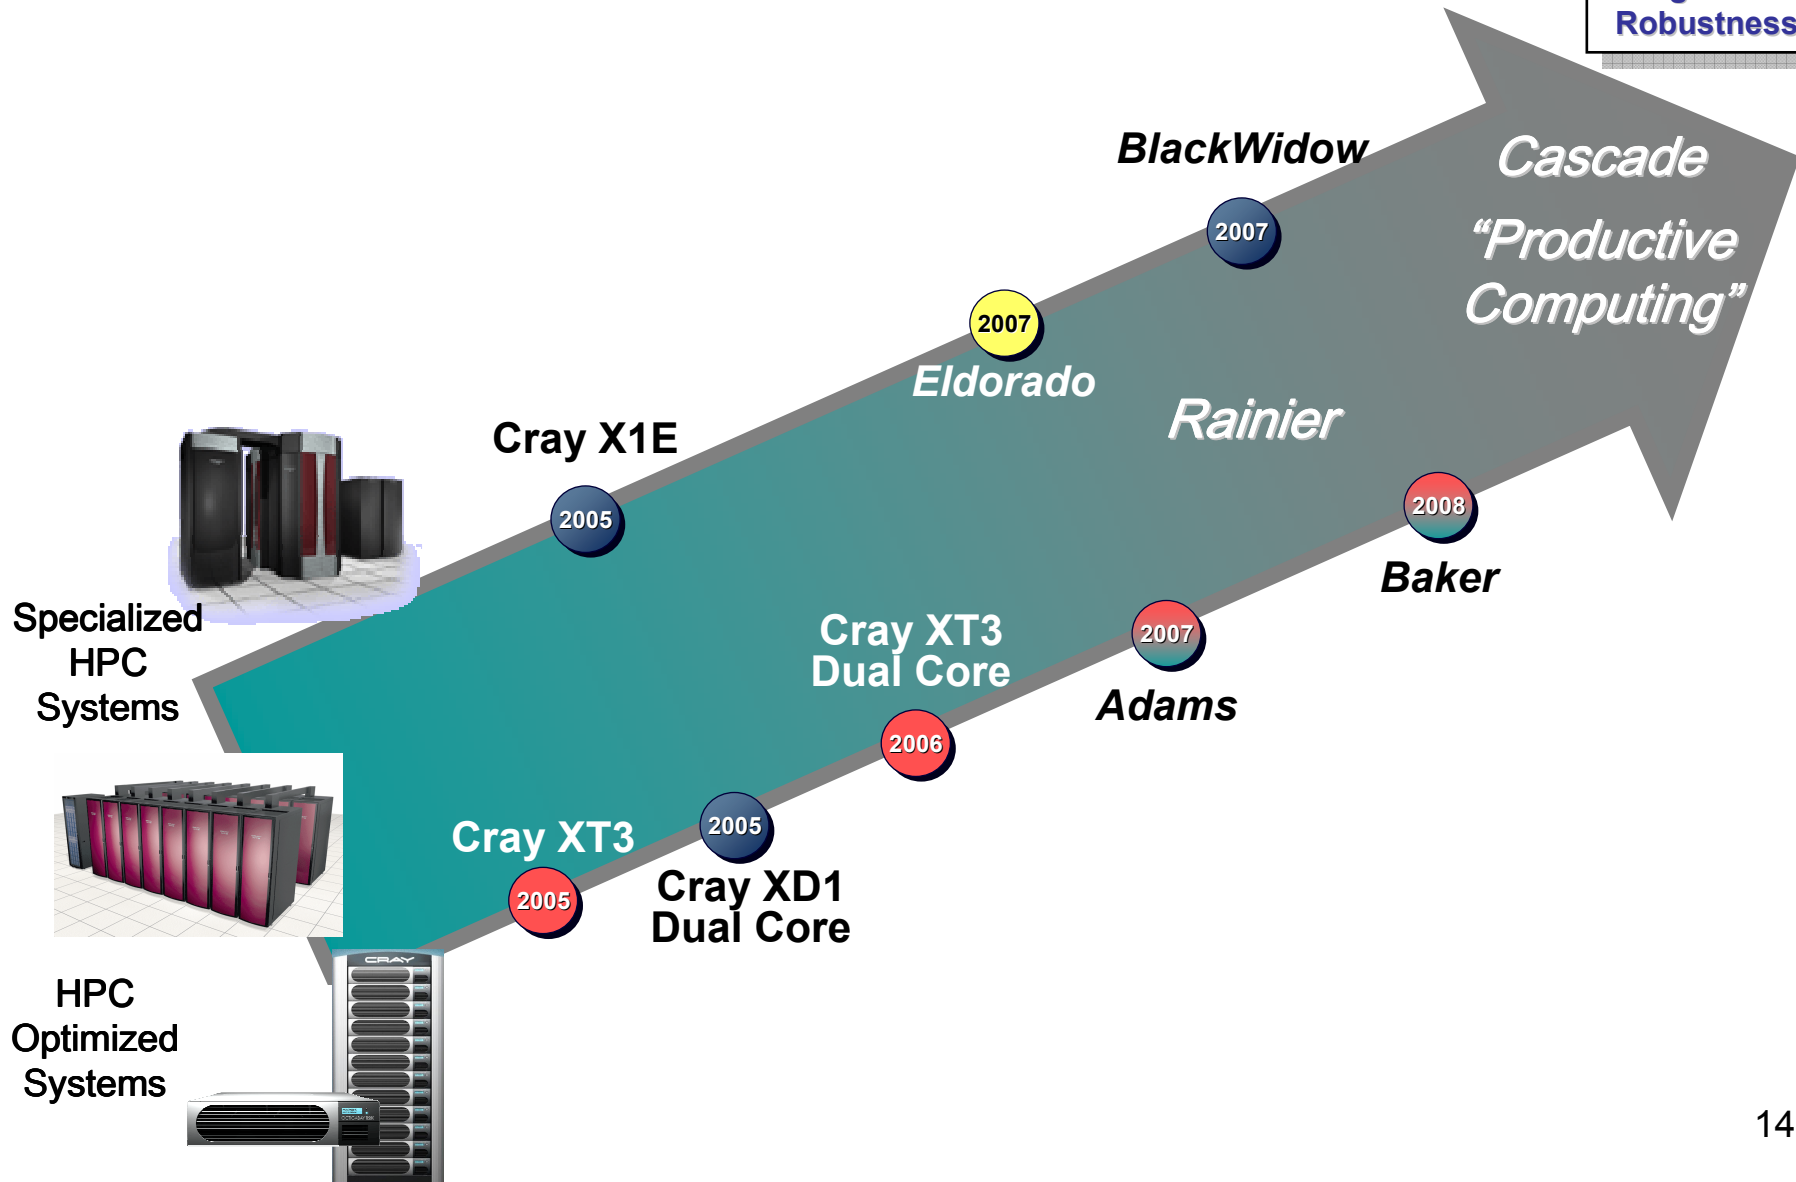 Robustness
BlackWidow
Cascade
“Productive
Computing”
2007
2007
Eldorado
Rainier
Cray X1E
2005
2008
Baker
Specialized
HPC
Systems
Cray XT3
Dual Core
2007
Adams
2006
Cray XT3
2005
2005
Cray XD1
Dual Core
CRAY
HPC
Optimized
Systems
14